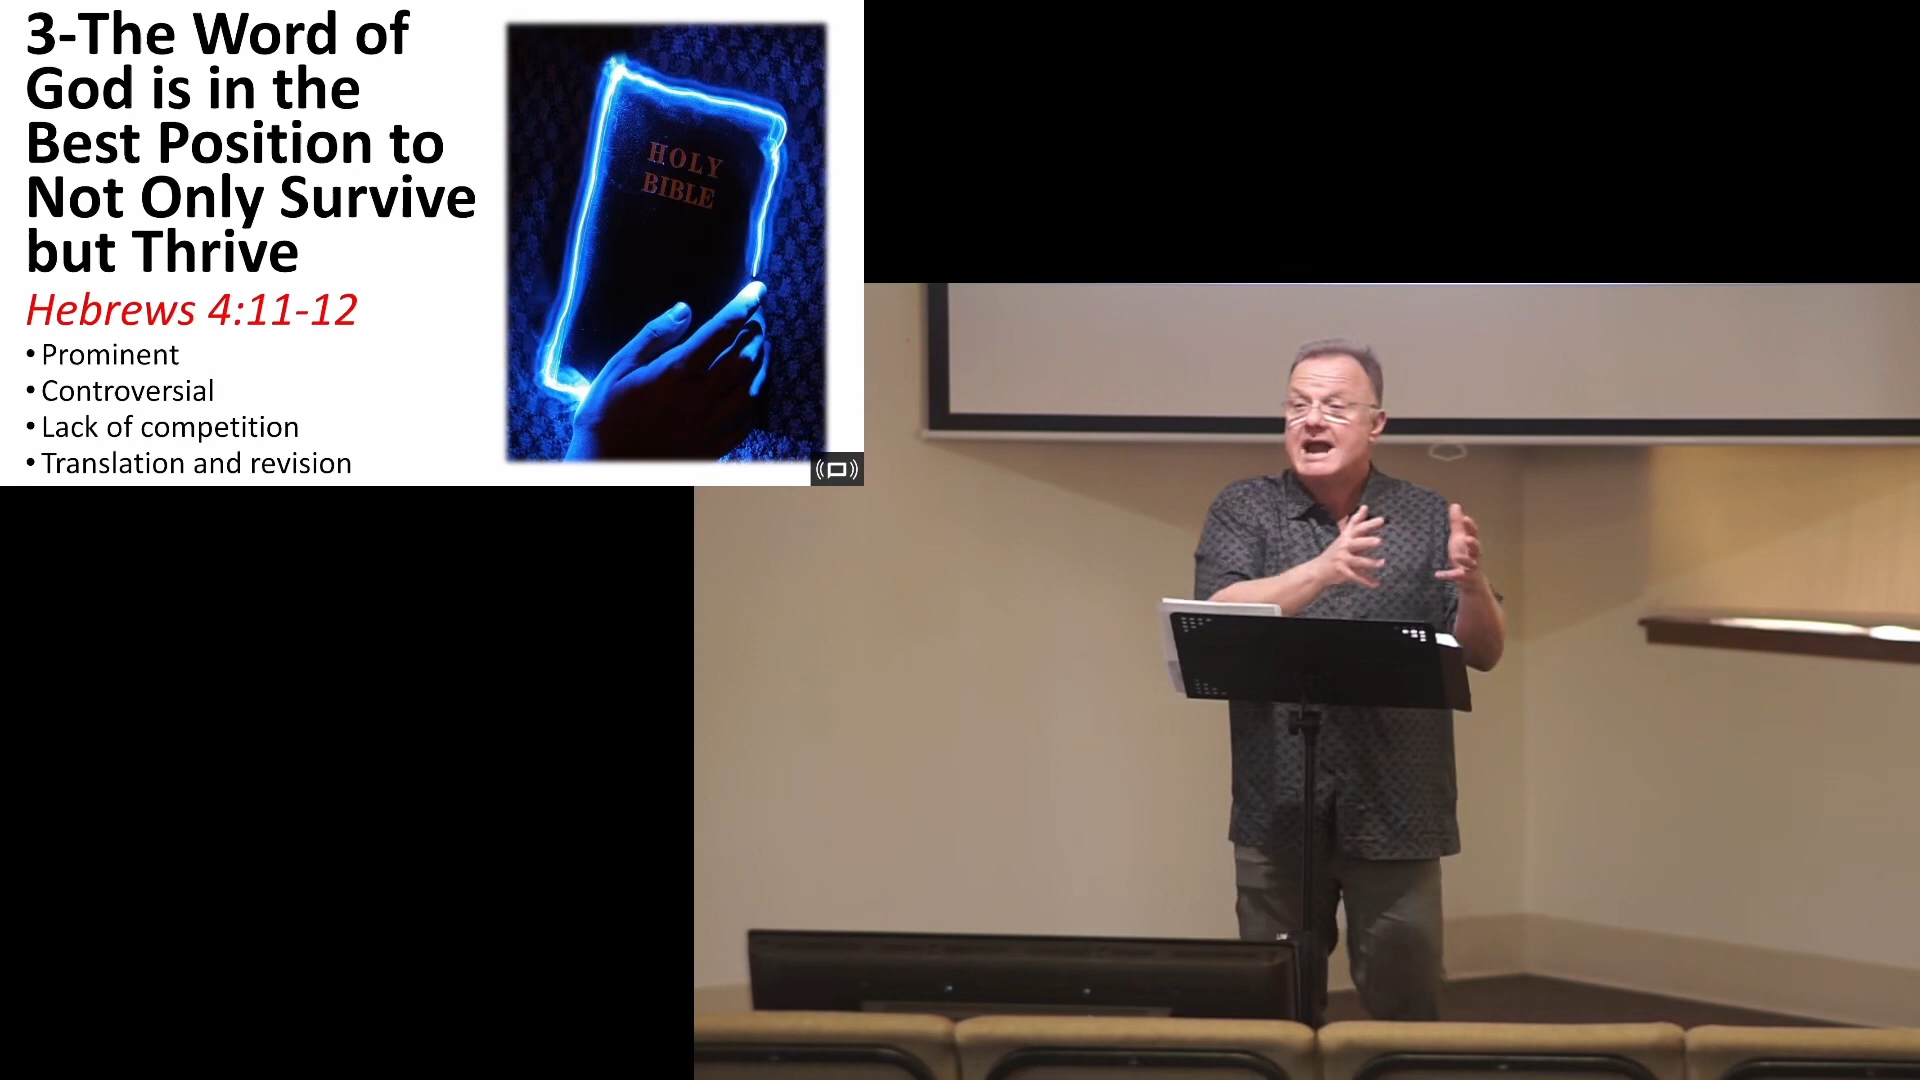 3-The Word of
God is in the
Best Position to
Not Only Survive
but Thrive
Hebrews 4:11-12
• Prominent
• Controversial
• Lack of competition
• Translation and revision
HOLY
BIBLE